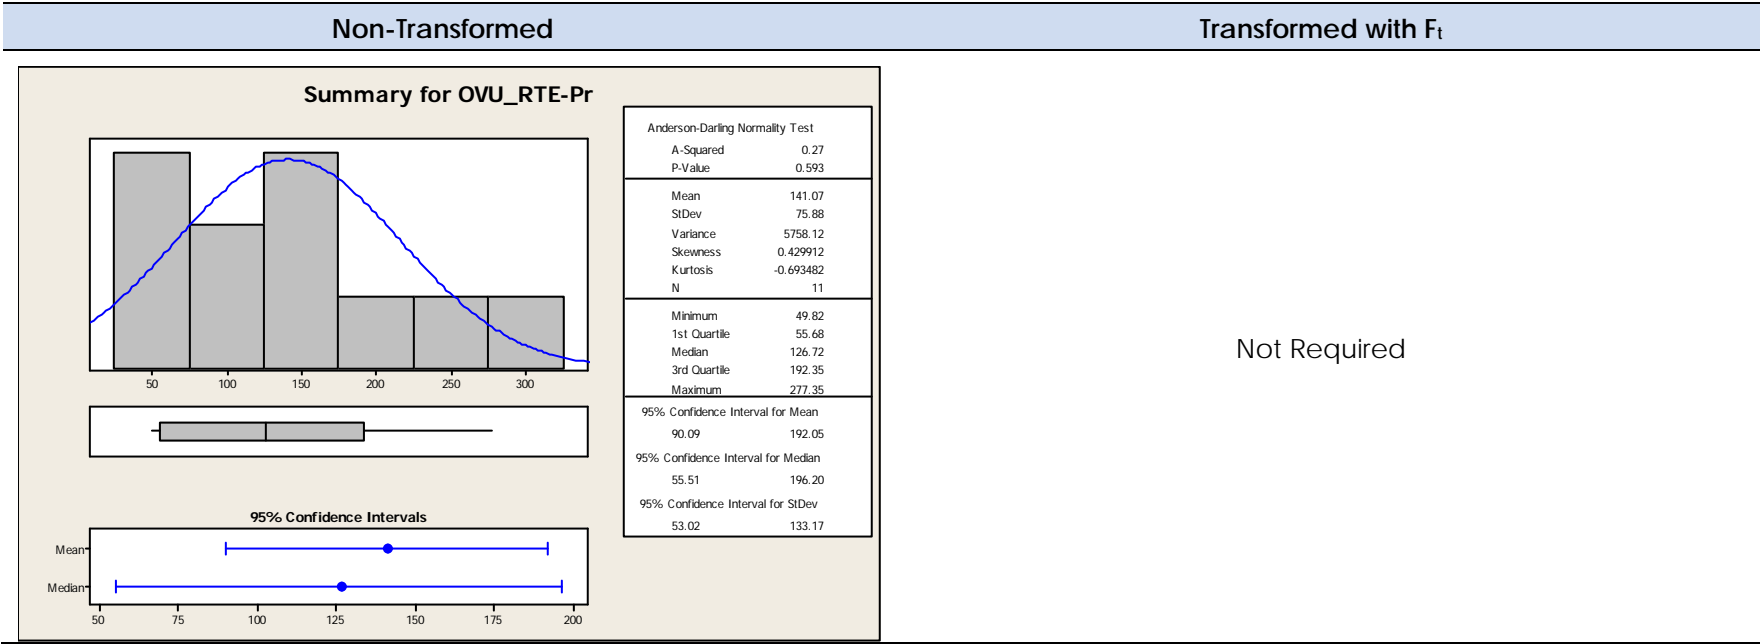 Non-Transformed
Transformed with Ft
Summary for OVU_RTE-Pr
50 100 150 200 250 300
Anderson-Darling Normality Test
A-Squared 0.27
P-Value 0.593
Mean 141.07
StDev 75.88
Variance 5758.12
Skewness 0.429912
Kurtosis -0.693482
N 11
Minimum 49.82
1st Quartile 55.68
Median 126.72
3rd Quartile 192.35
Maximum 277.35
95% Confidence Interval for Mean
90.09 192.05
95% Confidence Interval for Median
55.51 196.20
95% Confidence Interval for StDev
53.02 133.17
95% Confidence Intervals
Mean
Median
50 75 100 125 150 175 200
Not Required